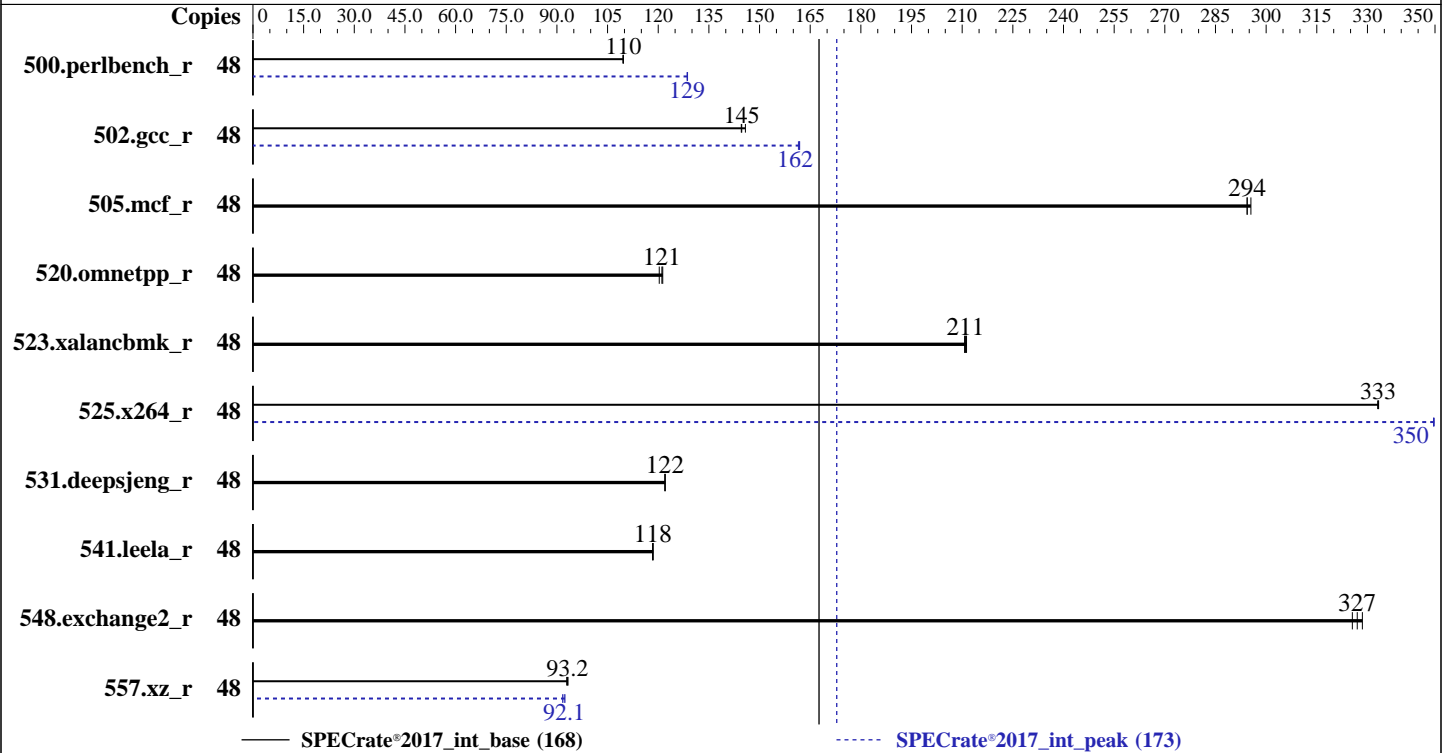 Copies 0 15.0 30.0 45.0 60.0 75.0 90.0 105 120 135 150 165 180 195 210 225 240 255 270 285 300 315 330 350
110
500.perlbench_r 48
129
145
502.gcc_r 48
162
294
505.mcf_r 48
121
520.omnetpp_r 48
211
523.xalancbmk_r 48
333
525.x264_r 48
350
122
531.deepsjeng_r 48
118
541.leela_r 48
327
548.exchange2_r 48
93.2
557.xz_r 48
92.1
SPECrate®2017_int_base (168) SPECrate®2017_int_peak (173)